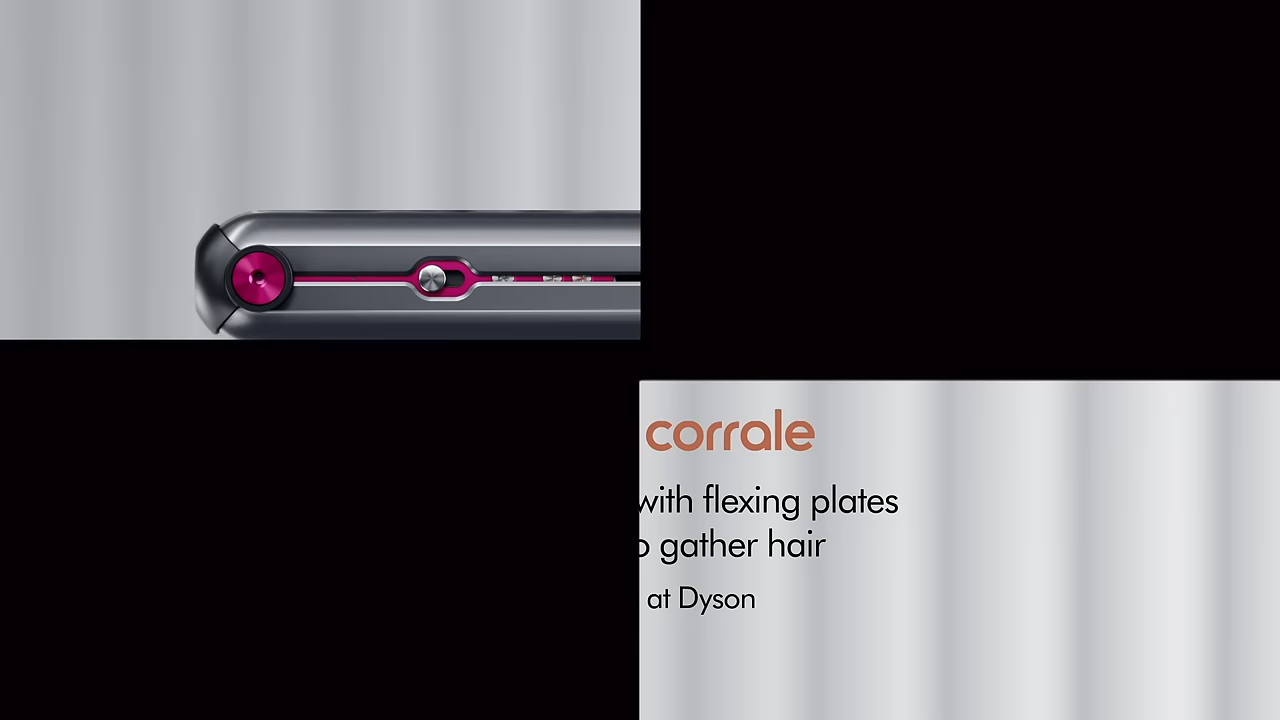 corrale
with flexing plates
gather hair
at Dyson